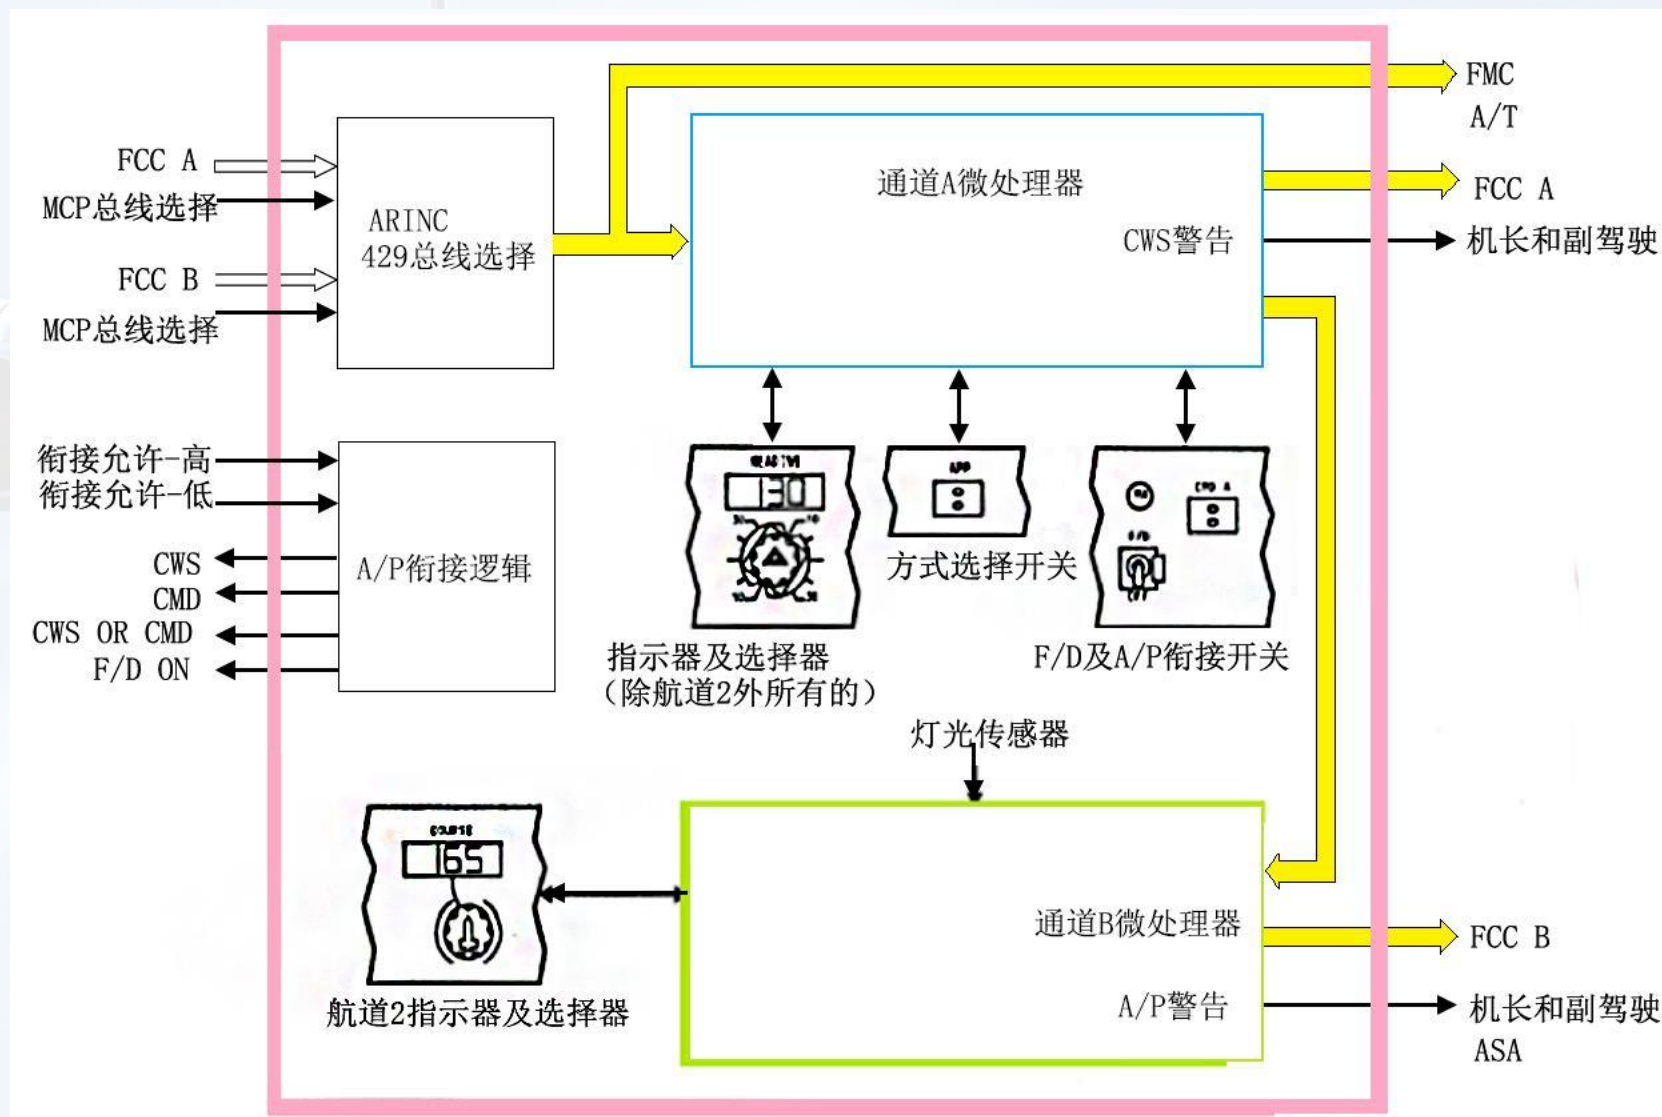 FMC
A/T
FCC A
MCP总线选择
FCC B
MCP总线选择
ARINC
429总线选择
通道A微处理器
CWS警告
FCC A
机长和副驾驶
衔接允许-高
衔接允许-低
CWS
CMD
CWS OR CMD
F/D ON
A/P衔接逻辑
30
10
30
APP
CMD A
F/D
OFF
指示器及选择器
(除航道2外所有的)
方式选择开关
F/D及A/P衔接开关
灯光传感器
165
航道2指示器及选择器
通道B微处理器
A/P警告
FCC B
机长和副驾驶
ASA